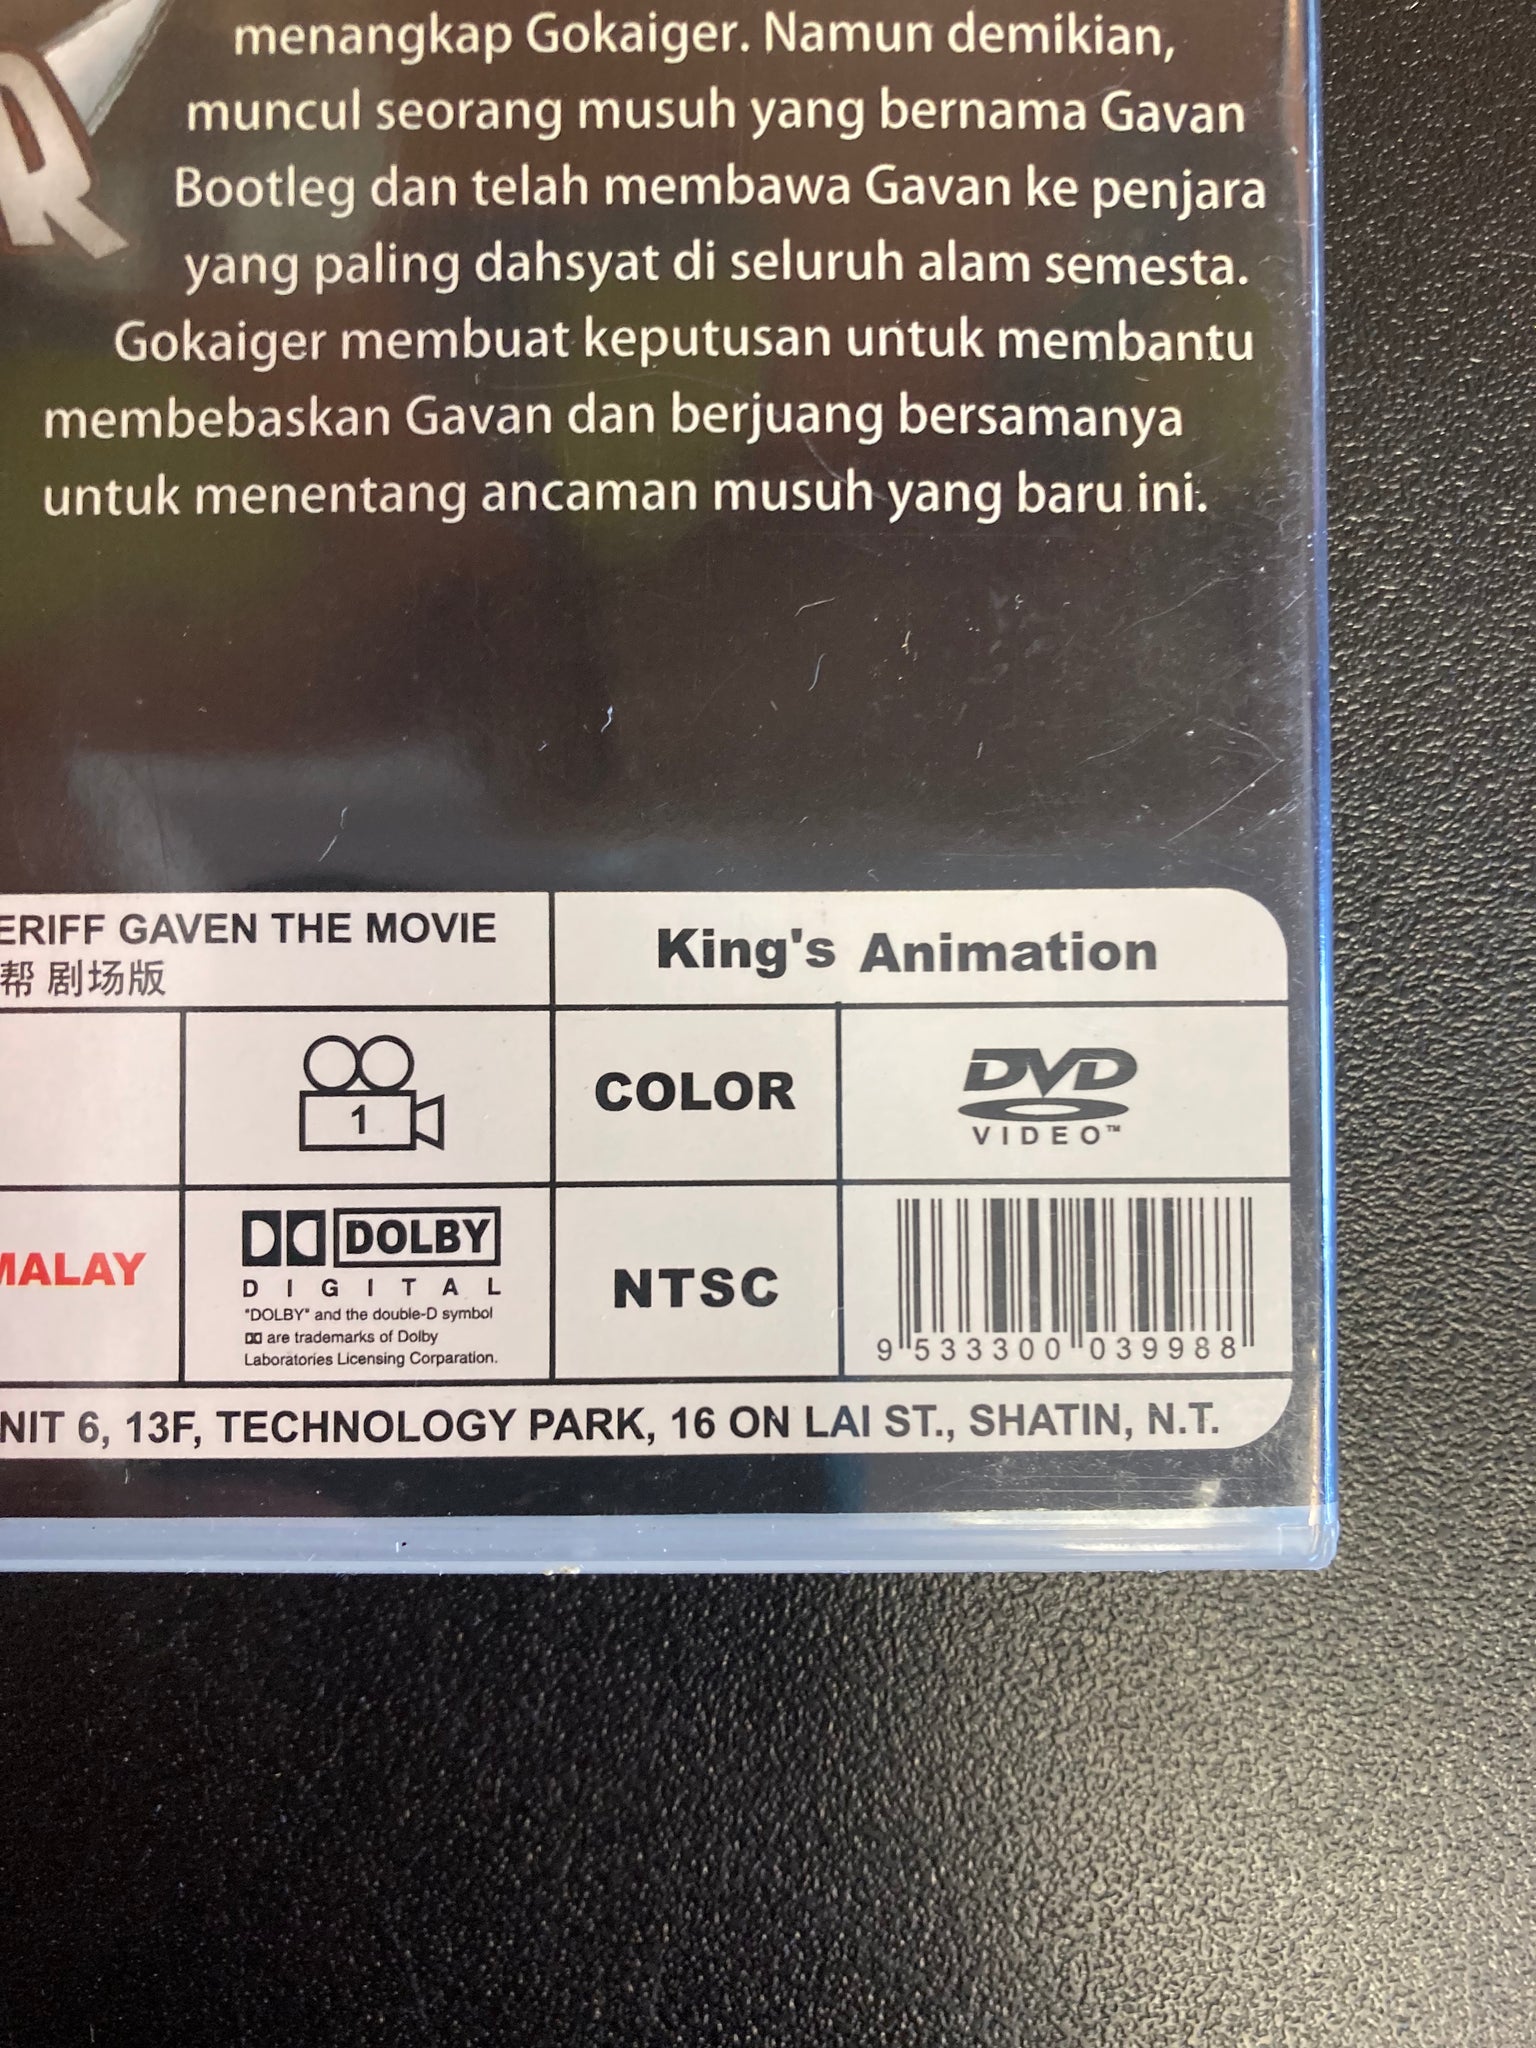 menangkap Gokaiger. Namun demikian,
muncul seorang musuh yang bernama Gavan
Bootleg dan telah membawa Gavan ke penjara
yang paling dahsyat di seluruh alam semesta.
Gokaiger membuat keputusan untuk membantu
membebaskan Gavan dan berjuang bersamanya
untuk menentang ancaman musuh yang baru ini.
ERIFF GAVEN THE MOVIE
帮 剧场版
King's Animation
1
COLOR
DVD
VIDEO™
MALAY
DOLBY
DIGITAL
"DOLBY" and the double-D symbol
are trademarks of Dolby
Laboratories Licensing Corparation.
NTSC
9 533300 039988
NIT 6, 13F, TECHNOLOGY PARK, 16 ON LAI ST., SHATIN, N.T.